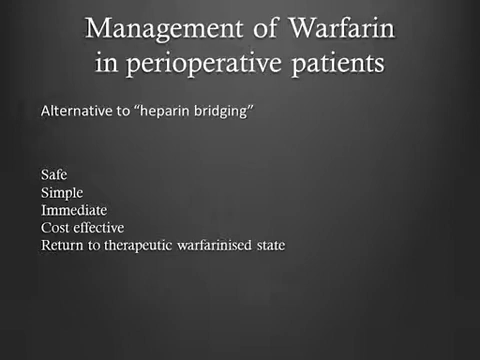 Management of Warfarin
in perioperative patients
Alternative to “heparin bridging”
Safe
Simple
Immediate
Cost effective
Return to therapeutic warfarinised state